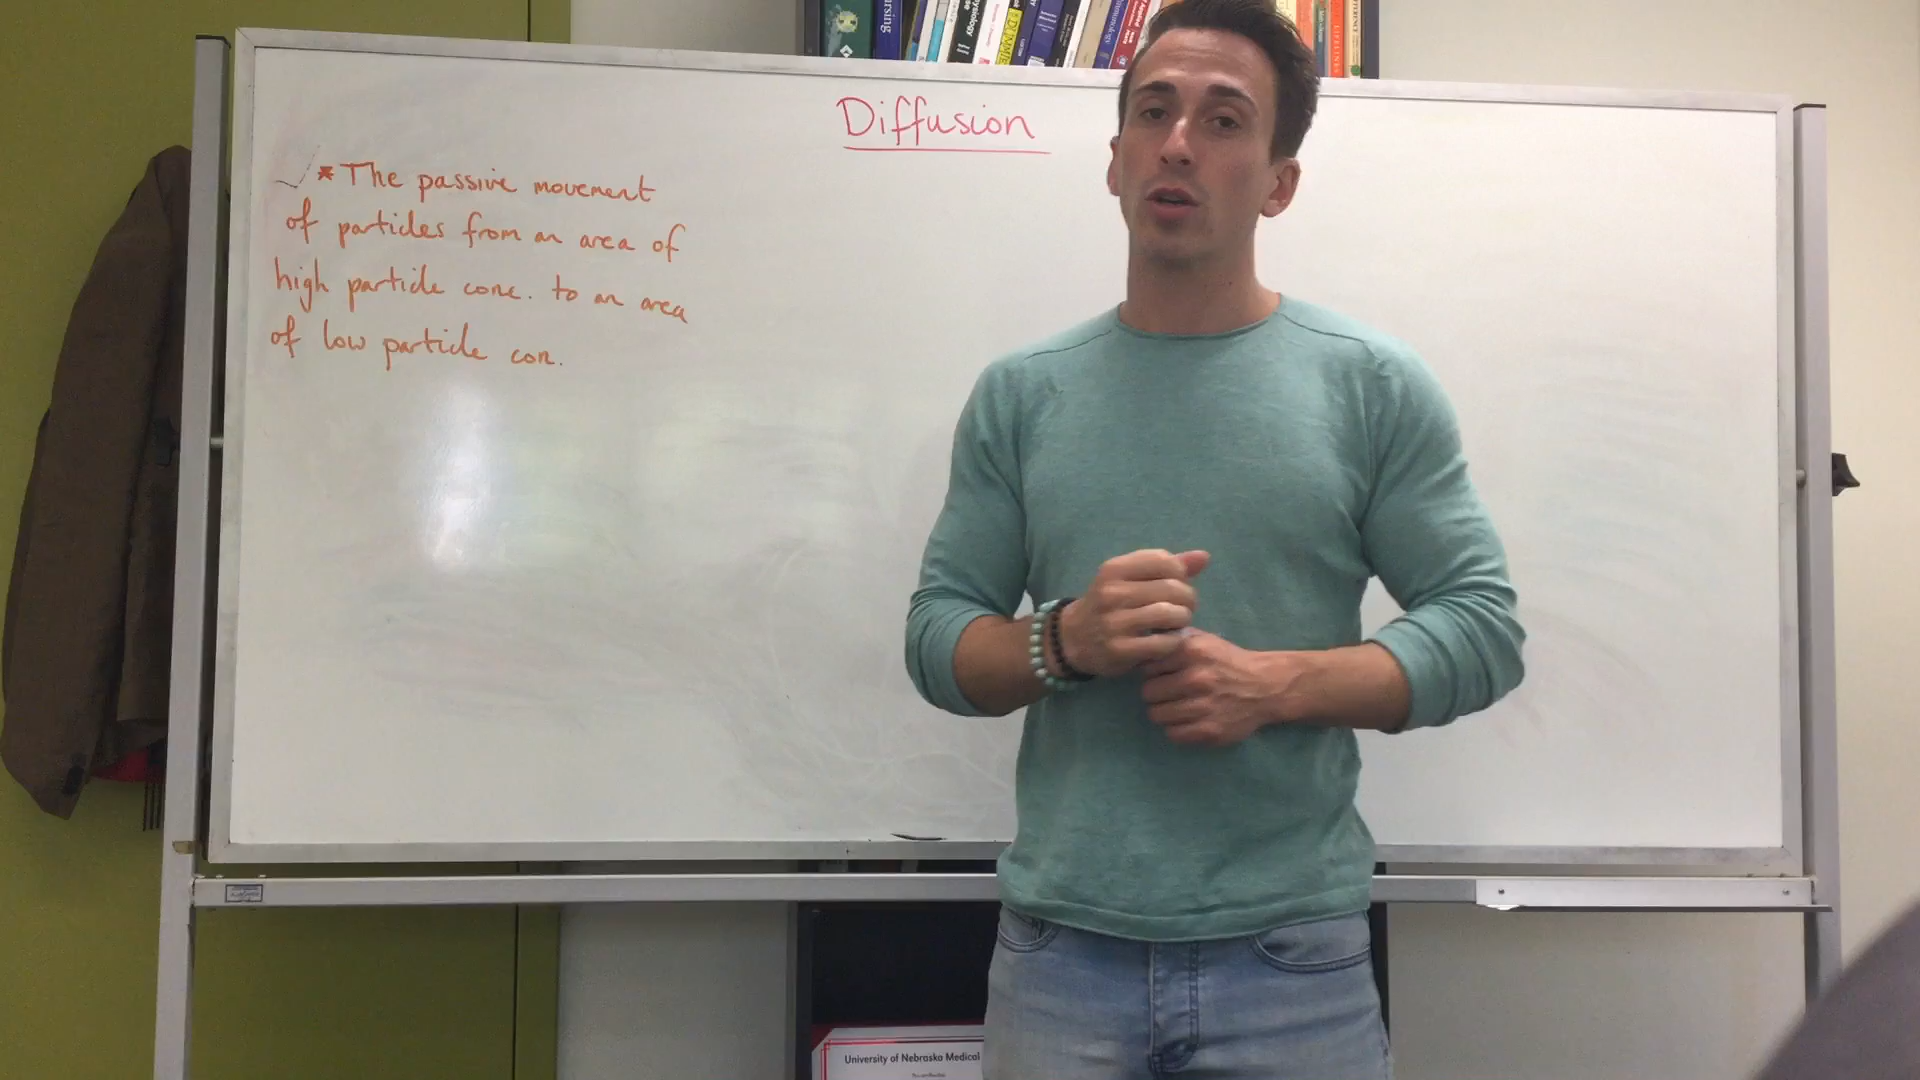 Diffusion
* The passive movement
of particles from an area of
high particle conc. to an area
of low particle con.
University of Nebraska Medical